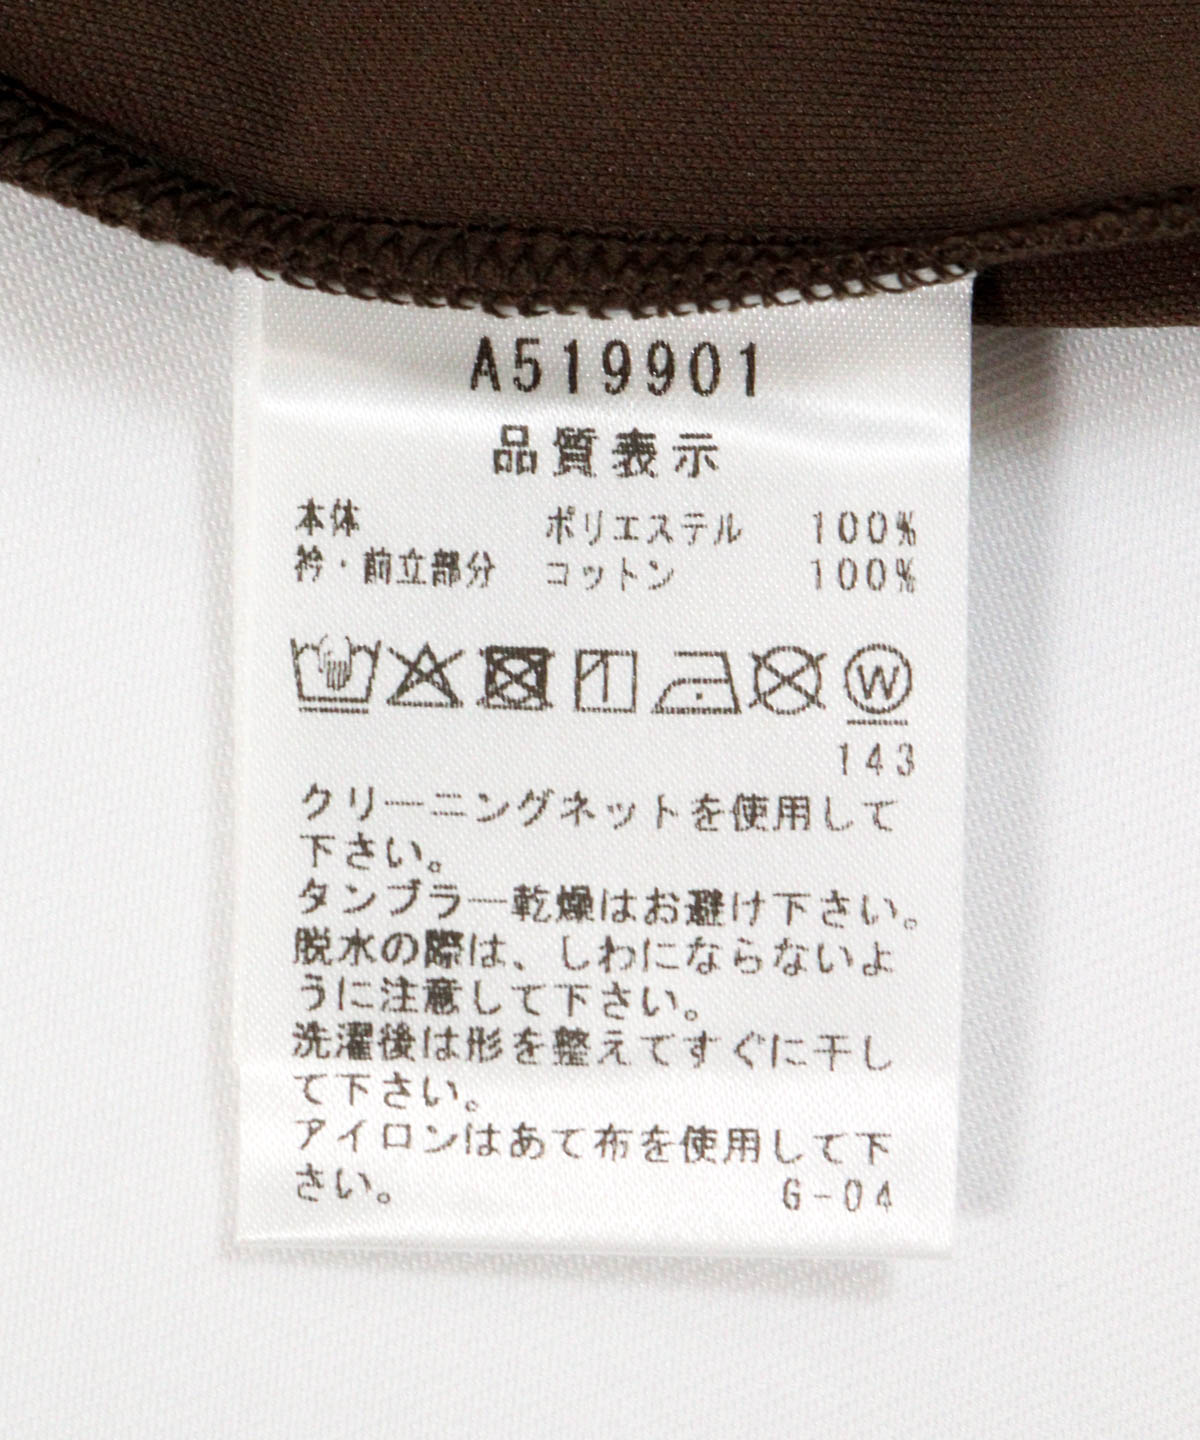 A519901
品質表示
本体 ポリエステル 100%
衿・前立部分 コットン 100%
W
143
クリーニングネットを使用して
下さい。
タンブラー乾燥はお避け下さい。
脱水の際は、しわにならないよ
うに注意して下さい。
洗濯後は形を整えてすぐに干し
て下さい。
アイロンはあて布を使用して下
さい。 G-04